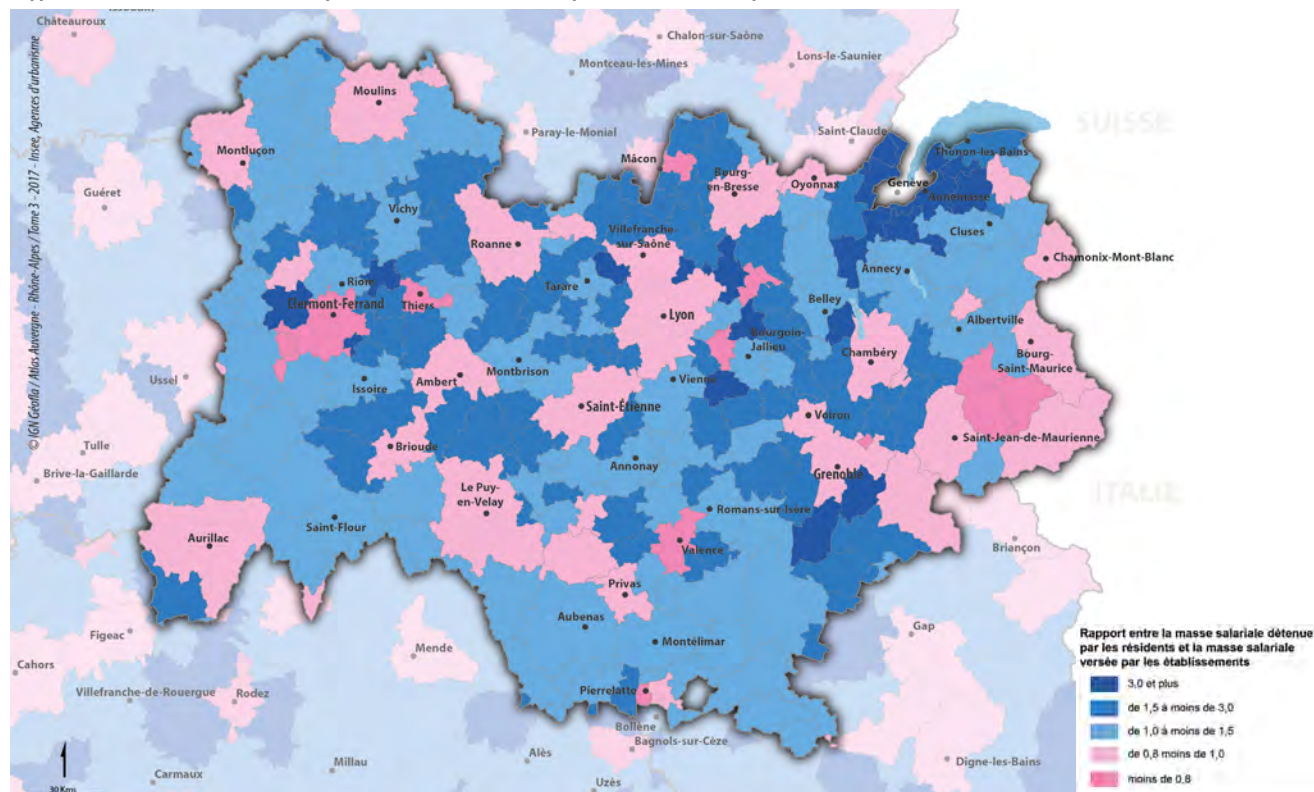 Châteauroux
Chalon-sur-Saône
Lons-le-Saunier
Montceau-les-Mines
Moulins
SUISSE
Paray-le-Monial
Saint-Claude
Thonon-les-Bains
Montluçon
Mâcon
Bourg-
en-Bresse
Oyonnax
Genève
Annemasse
Guéret
Vichy
Cluses
Roanne
Villefranche-
sur-Saône
Chamonix-Mont-Blanc
Annecy
Riom
Tarare
Thiers
Clermont-Ferrand
Belley
Lyon
Albertville
Bourgoin-
Jallieu
Chambéry
Bourg-
Saint-Maurice
Ussel
Issoire
Ambert
Montbrison
Vienne
Saint-Étienne
Voiron
Tulle
Brioude
Saint-Jean-de-Maurienne
Brive-la-Gaillarde
Annonay
Grenoble
Le Puy-
en-Velay
ITALIE
Saint-Flour
Romans-sur-Isère
Aurillac
Valence
Briançon
Privas
Aubenas
Montélimar
Figeac
Gap
Mende
Cahors
Villefranche-de-Rouergue
Rodez
Pierrelatte
Bollène
Bagnols-sur-Cèze
Alès
Millau
Carmaux
Uzès
Digne-les-Bains
30 Kms
© IGN Géofla / Atlas Auvergne - Rhône-Alpes / Tome 3 - 2017 - Insee, Agences d'urbanisme
Rapport entre la masse salariale détenue
par les résidents et la masse salariale
versée par les établissements
3,0 et plus
de 1,5 à moins de 3,0
de 1,0 à moins de 1,5
de 0,8 moins de 1,0
moins de 0,8